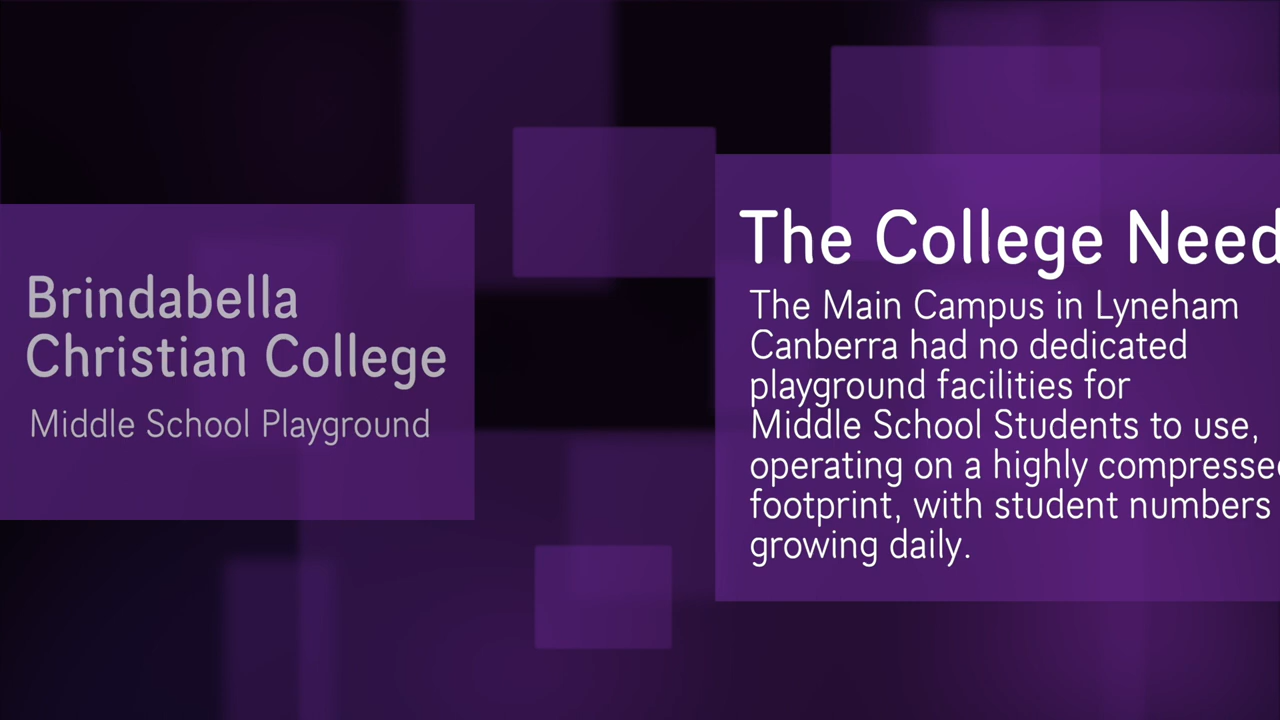 Brindabella
Christian College
Middle School Playground
The College Need
The Main Campus in Lyneham
Canberra had no dedicated
playground facilities for
Middle School Students to use,
operating on a highly compressed
footprint, with student numbers
growing daily.